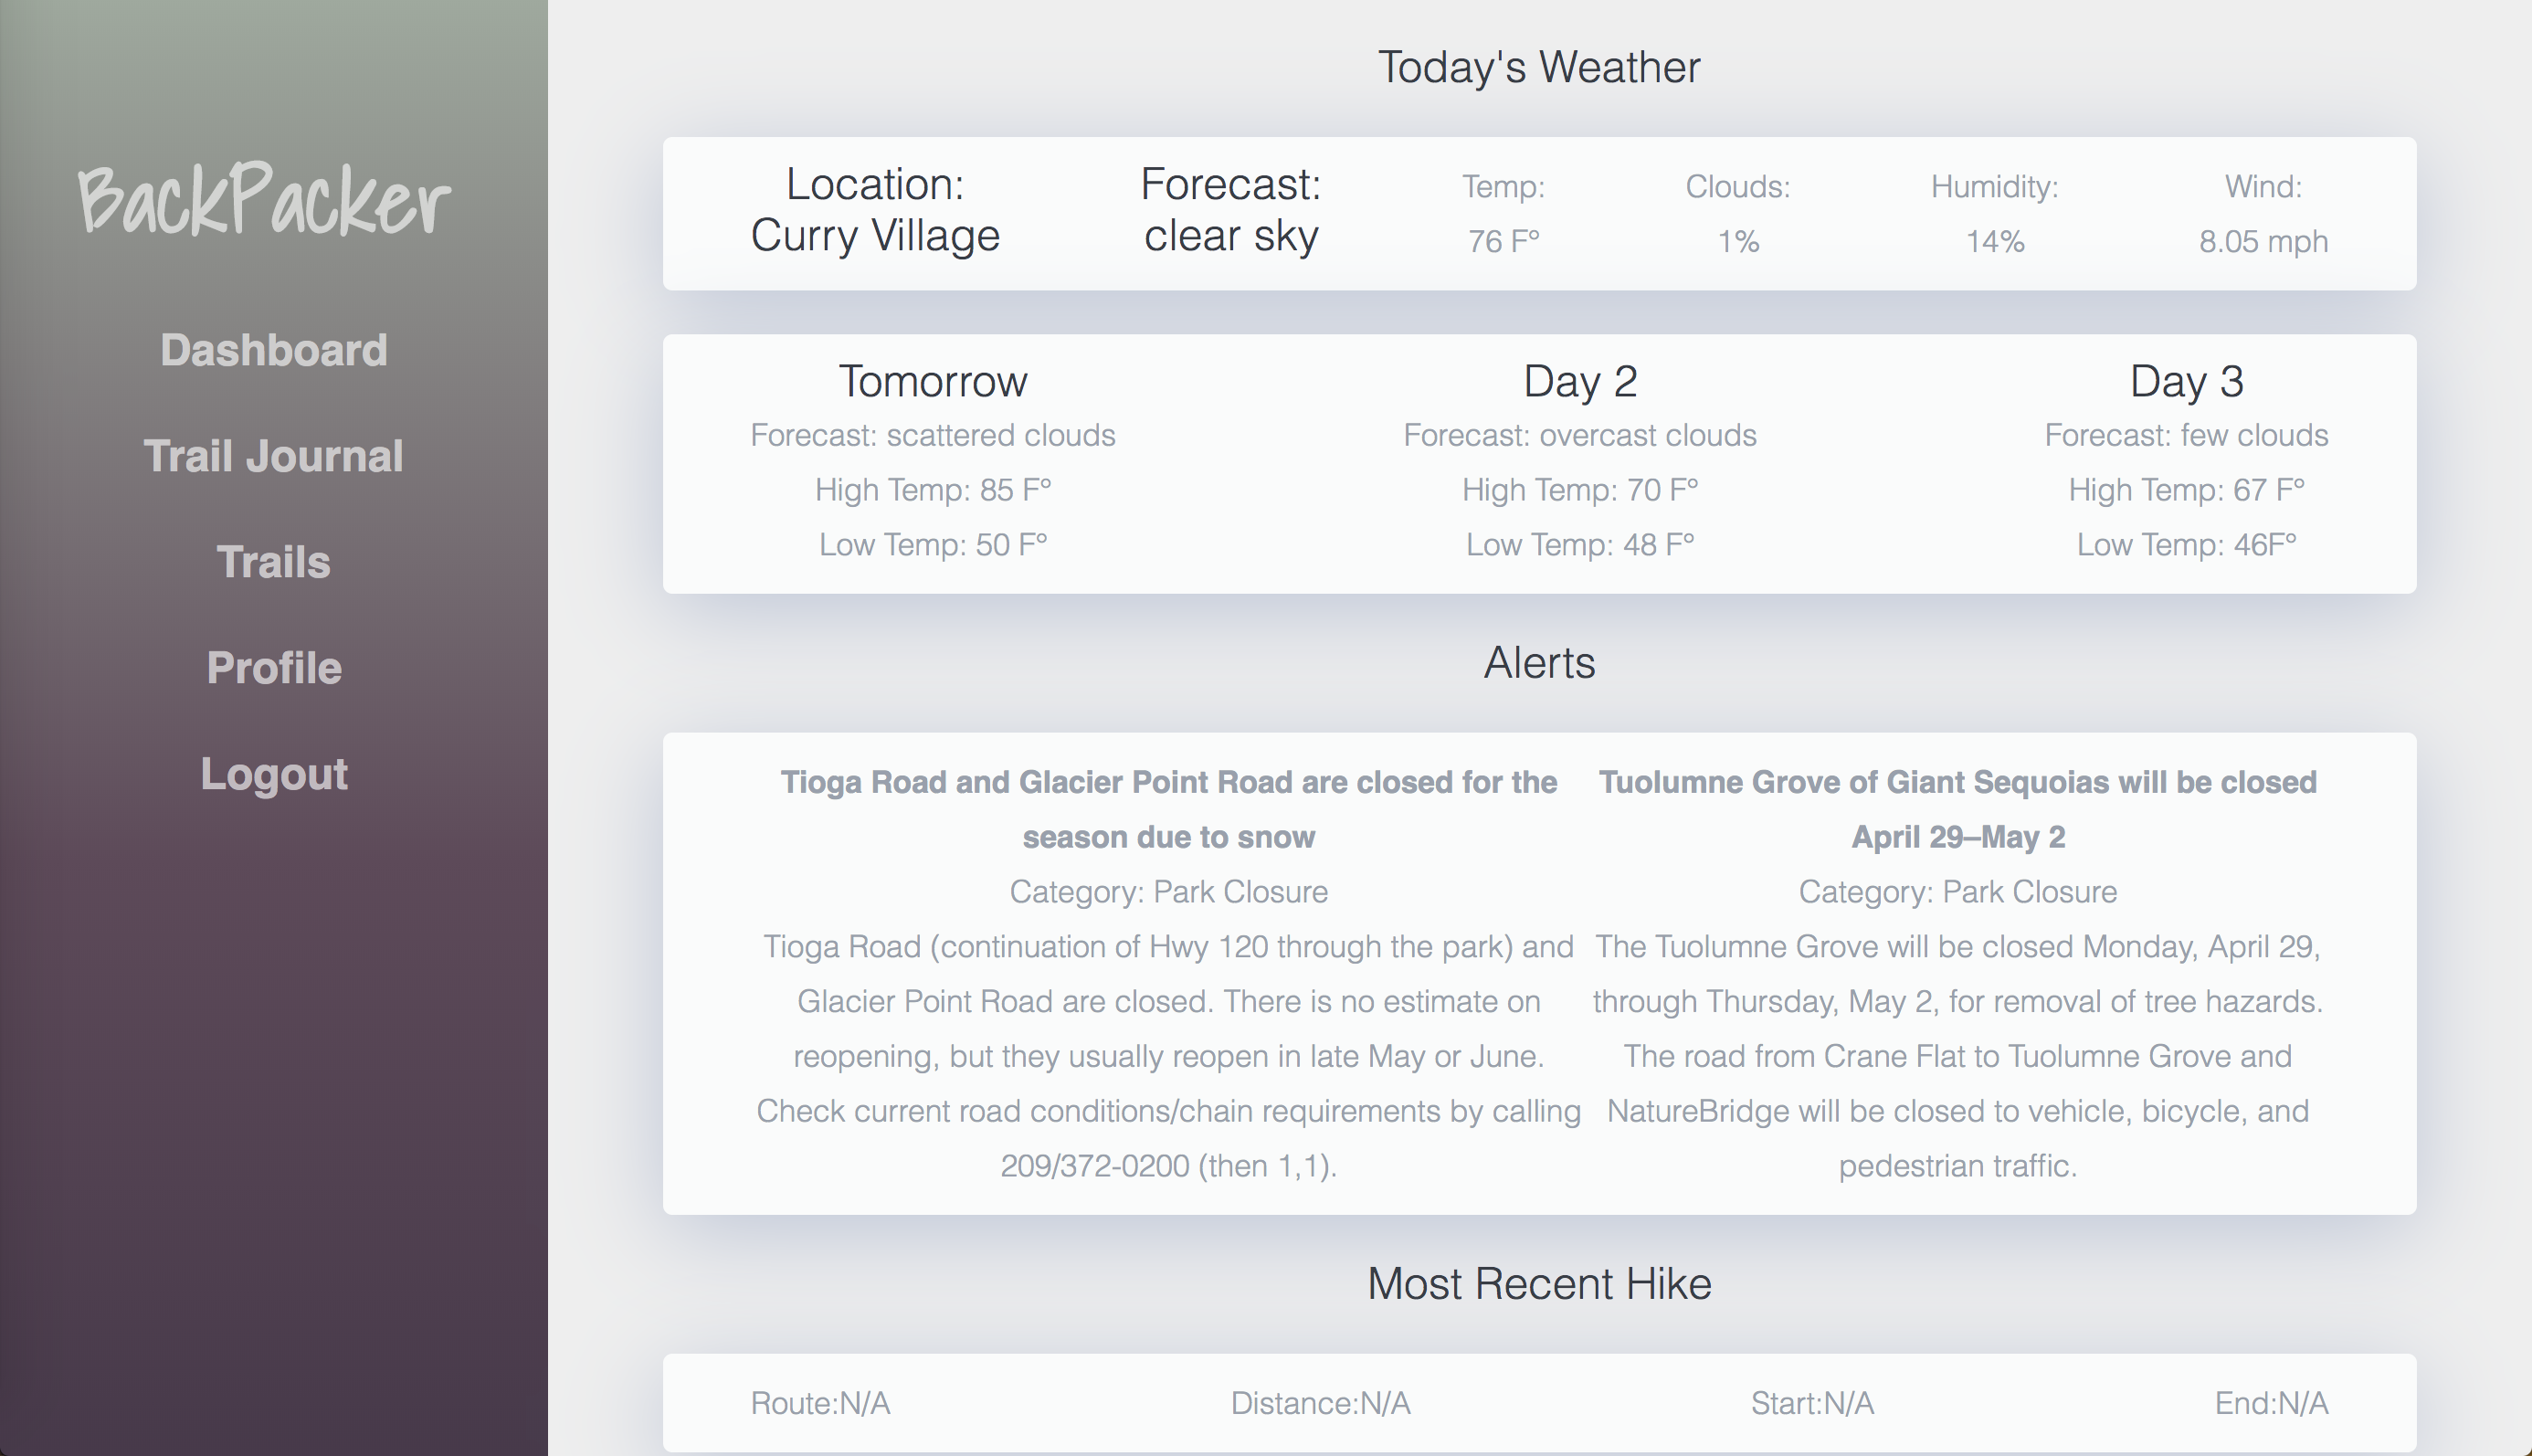 BackPacker
Dashboard
Trail Journal
Trails
Profile
Logout
Today's Weather
Location:
Curry Village
Forecast:
clear sky
Temp:
76 F°
Clouds:
1%
Humidity:
14%
Wind:
8.05 mph
Tomorrow
Forecast: scattered clouds
High Temp: 85 F°
Low Temp: 50 F°
Day 2
Forecast: overcast clouds
High Temp: 70 F°
Low Temp: 48 F°
Day 3
Forecast: few clouds
High Temp: 67 F°
Low Temp: 46F°
Alerts
Tioga Road and Glacier Point Road are closed for the
season due to snow
Category: Park Closure
Tioga Road (continuation of Hwy 120 through the park) and
Glacier Point Road are closed. There is no estimate on
reopening, but they usually reopen in late May or June.
Check current road conditions/chain requirements by calling
209/372-0200 (then 1,1).
Tuolumne Grove of Giant Sequoias will be closed
April 29–May 2
Category: Park Closure
The Tuolumne Grove will be closed Monday, April 29,
through Thursday, May 2, for removal of tree hazards.
The road from Crane Flat to Tuolumne Grove and
NatureBridge will be closed to vehicle, bicycle, and
pedestrian traffic.
Most Recent Hike
Route:N/A
Distance:N/A
Start:N/A
End:N/A